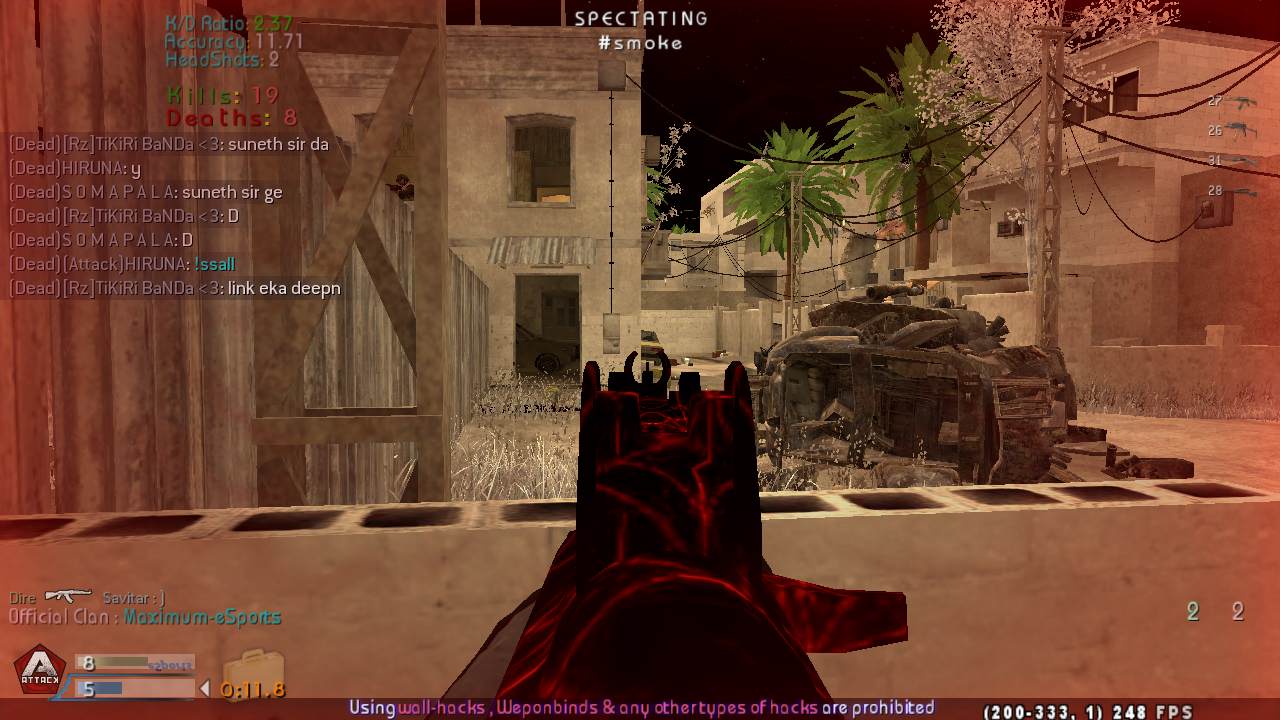 SPECTATING
#smoke
K/D Ratio: 2.37
Accuracy: 11.71
HeadShots: 2
Kills: 19
Deaths: 8
27
26
31
28
(Dead)[Rz]TiKiRi BaNDa <3: suneth sir da
(Dead)HIRUNA: y
(Dead)S O M A P A L A: suneth sir ge
(Dead)[Rz]TiKiRi BaNDa <3: D
(Dead)S O M A P A L A: D
(Dead)(Attack)HIRUNA: !ssall
(Dead)[Rz]TiKiRi BaNDa <3: link eka deepn
Dire Savitar :)
Official Clan : Maximum-eSports
2 2
ATTACK
8
5
0:11.8
Using wall-hacks , Weponbinds & any other types of hacks are prohibited
(200-333, 1) 248 FPS